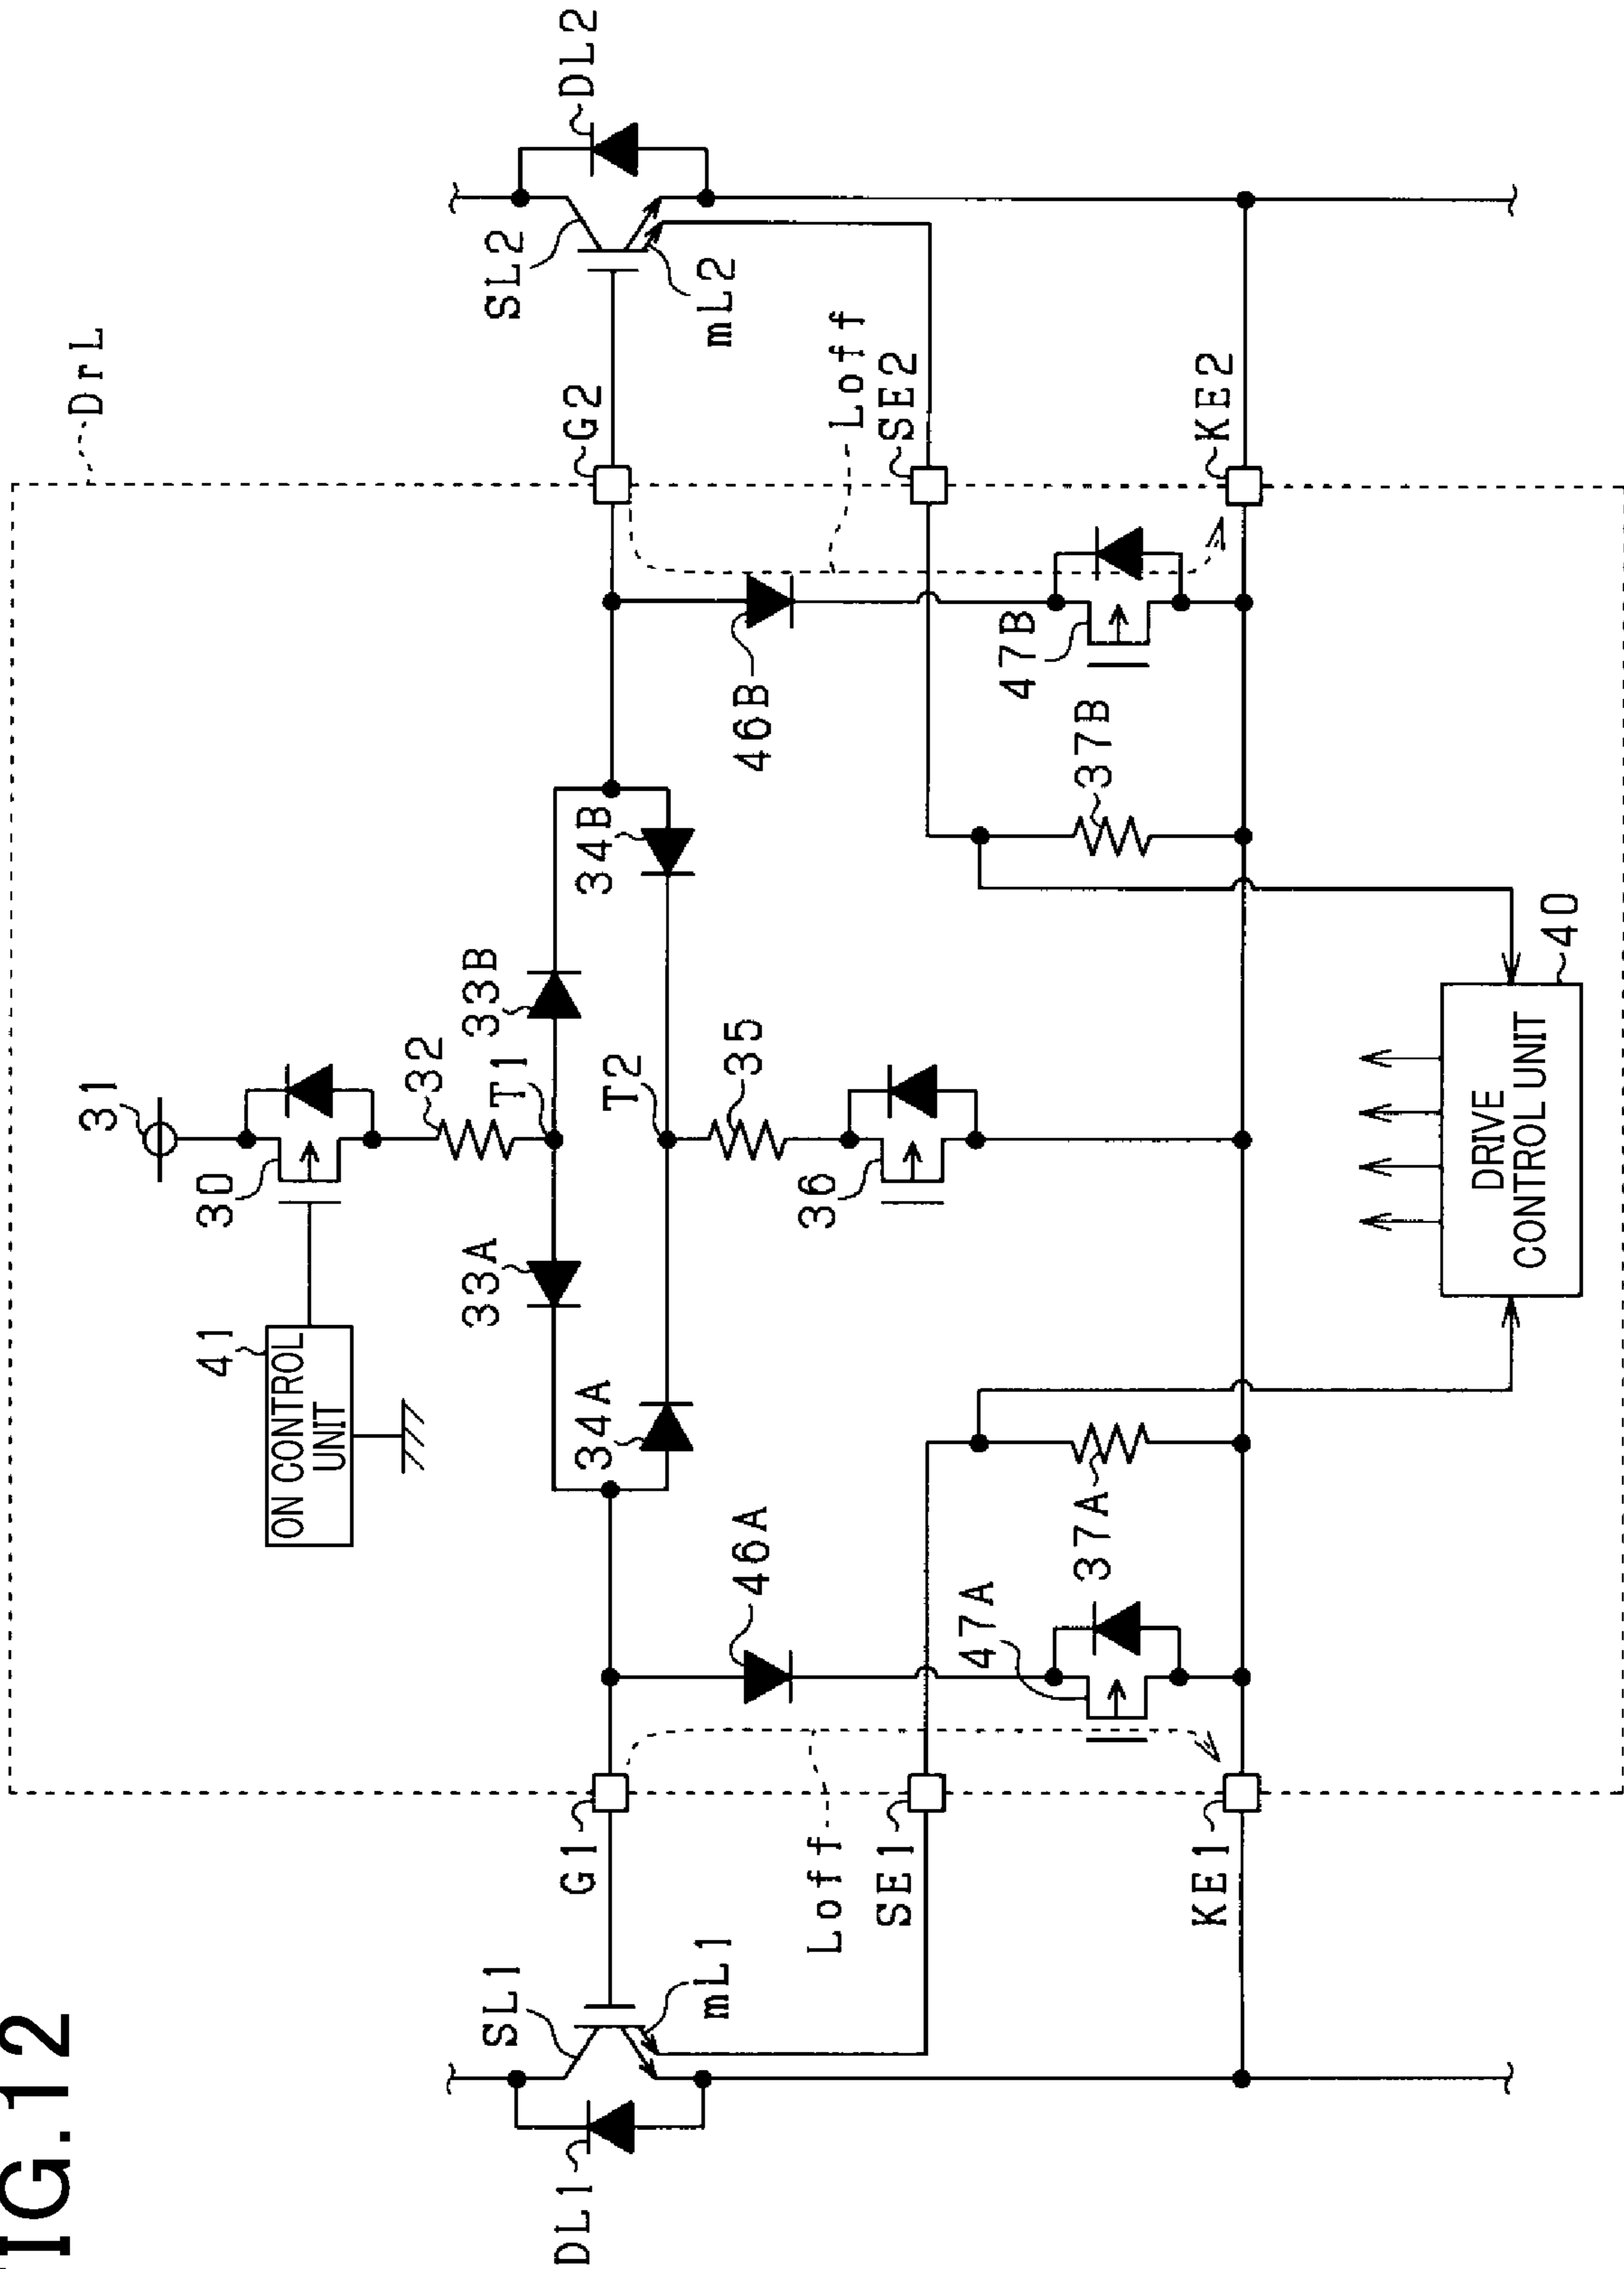 FIG.12
DrL
31
30
41
ON CONTROL
UNIT
32
T1
33A
33B
34A
34B
T2
35
36
SL1
DL1
mL1
G1
46A
Loff
SE1
47A
37A
KE1
SL2
DL2
mL2
G2
46B
Loff
SE2
47B
37B
KE2
DRIVE
CONTROL UNIT
40